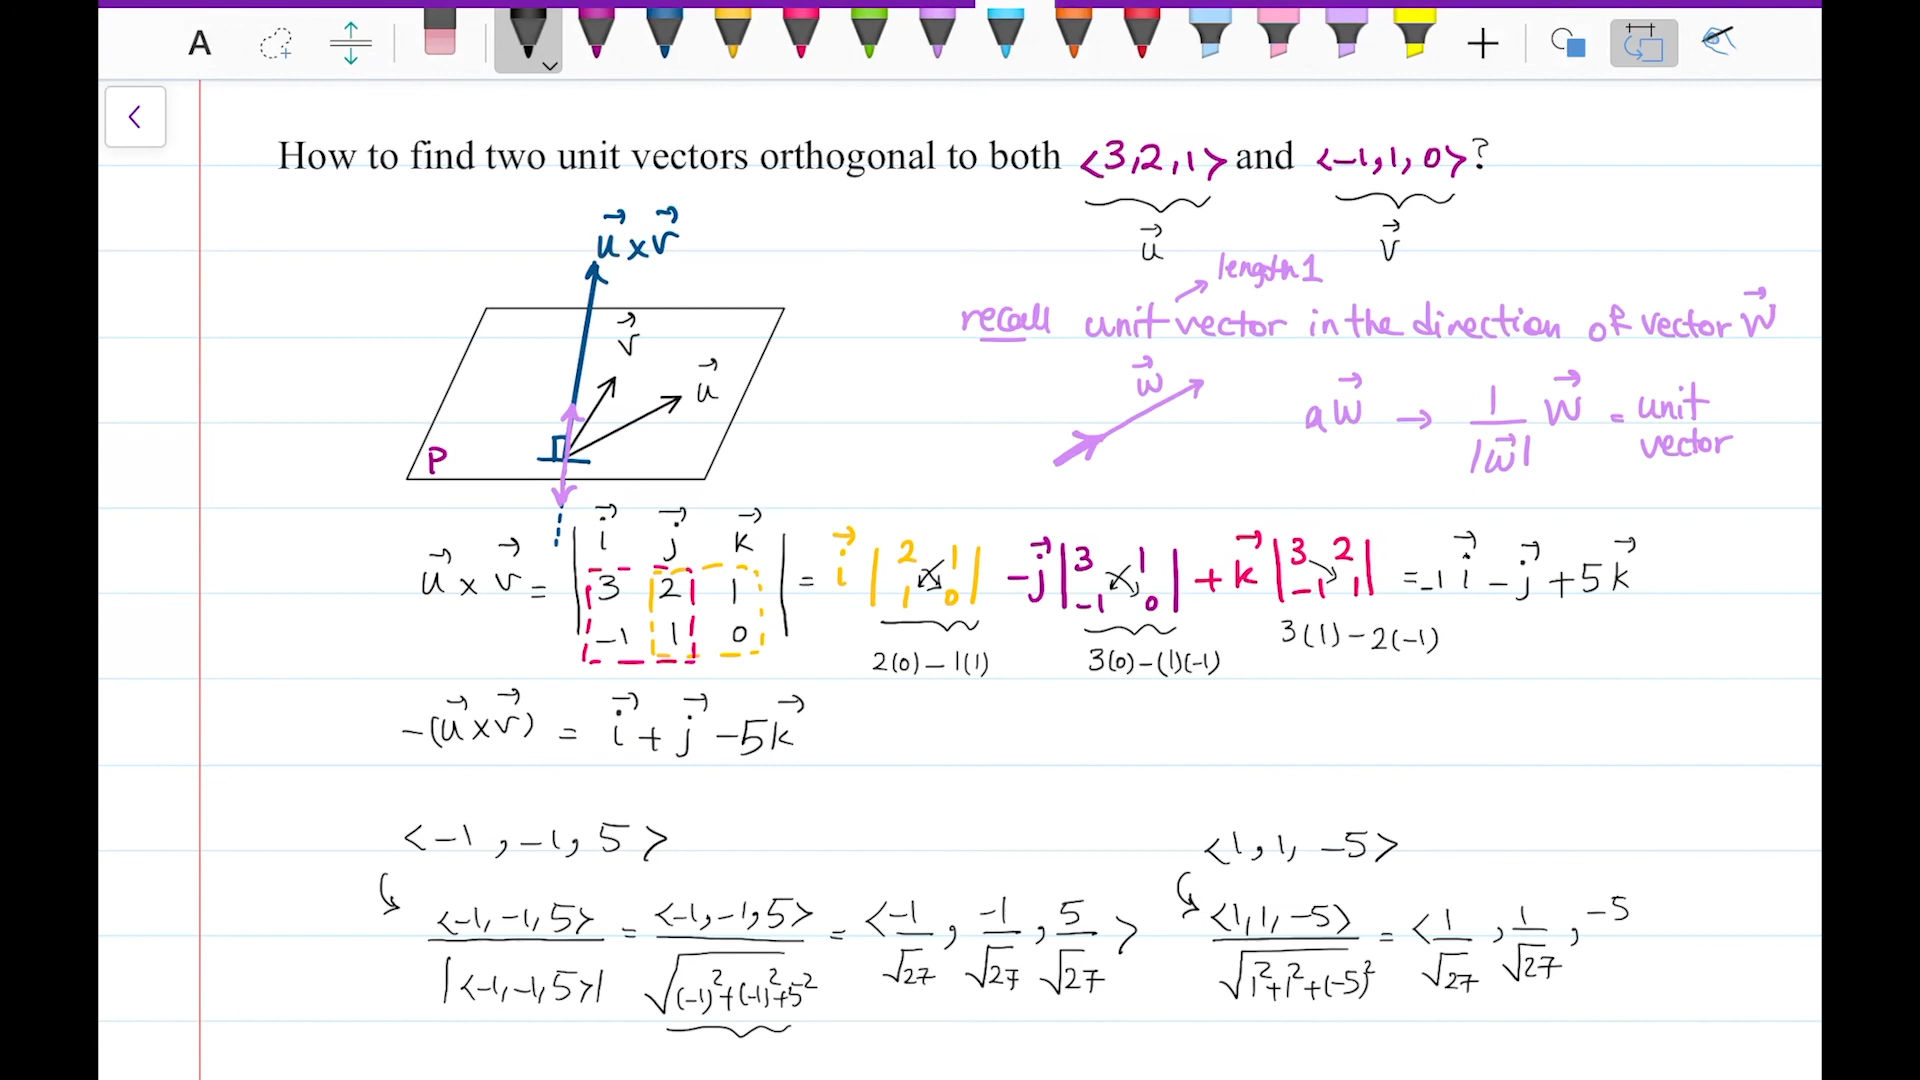 A
How to find two unit vectors orthogonal to both <3,2,1> and <-1,1,0>?
u⃗ v⃗
u⃗ x v⃗
length 1
recall unit vector in the direction of vector w⃗
v⃗
u⃗
P
w⃗
a w⃗ → 1/|w⃗| w⃗ = unit vector
u⃗ x v⃗ = | i⃗ j⃗ k⃗ | = i⃗ | 2 1 | - j⃗ | 3 1 | + k⃗ | 3 2 | = -1 i⃗ - j⃗ + 5 k⃗
| 3 2 1 | | 1 0 | | -1 0 | | -1 1 |
| -1 1 0 |
2(0) - 1(1) 3(0) - (1)(-1) 3(1) - 2(-1)
-(u⃗ x v⃗) = i⃗ + j⃗ - 5k⃗
<-1, -1, 5> <1, 1, -5>
<-1,-1,5> / |<-1,-1,5>| = <-1,-1,5> / √((-1)²+(-1)²+5²) = <-1/√27, -1/√27, 5/√27>
<1,1,-5> / √(1²+1²+(-5)²) = <1/√27, 1/√27, -5